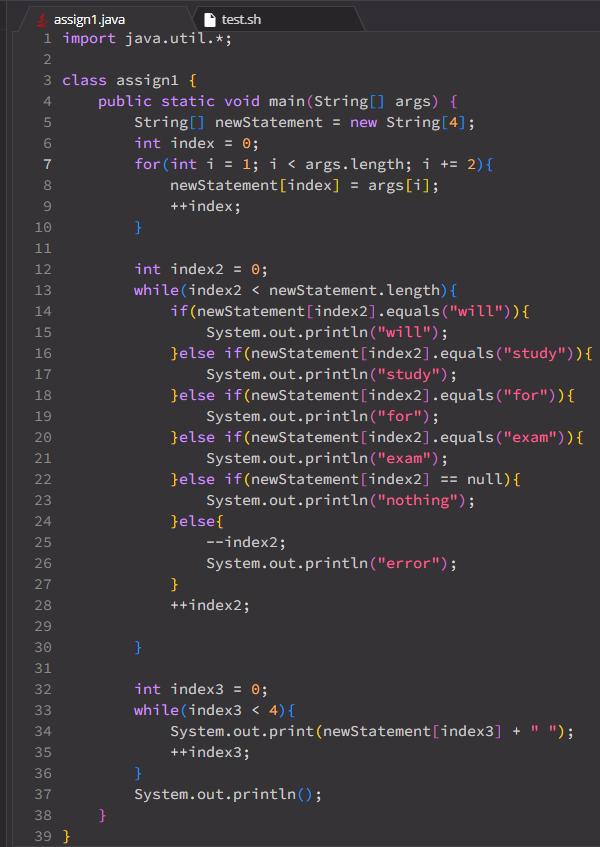 assign1.java test.sh
1 import java.util.*;
2
3 class assign1 {
4     public static void main(String[] args) {
5         String[] newStatement = new String[4];
6         int index = 0;
7         for(int i = 1; i < args.length; i += 2){
8             newStatement[index] = args[i];
9             ++index;
10         }
11
12         int index2 = 0;
13         while(index2 < newStatement.length){
14             if(newStatement[index2].equals("will")){
15                 System.out.println("will");
16             }else if(newStatement[index2].equals("study")){
17                 System.out.println("study");
18             }else if(newStatement[index2].equals("for")){
19                 System.out.println("for");
20             }else if(newStatement[index2].equals("exam")){
21                 System.out.println("exam");
22             }else if(newStatement[index2] == null){
23                 System.out.println("nothing");
24             }else{
25                 --index2;
26                 System.out.println("error");
27             }
28             ++index2;
29
30         }
31
32         int index3 = 0;
33         while(index3 < 4){
34             System.out.print(newStatement[index3] + " ");
35             ++index3;
36         }
37         System.out.println();
38     }
39 }